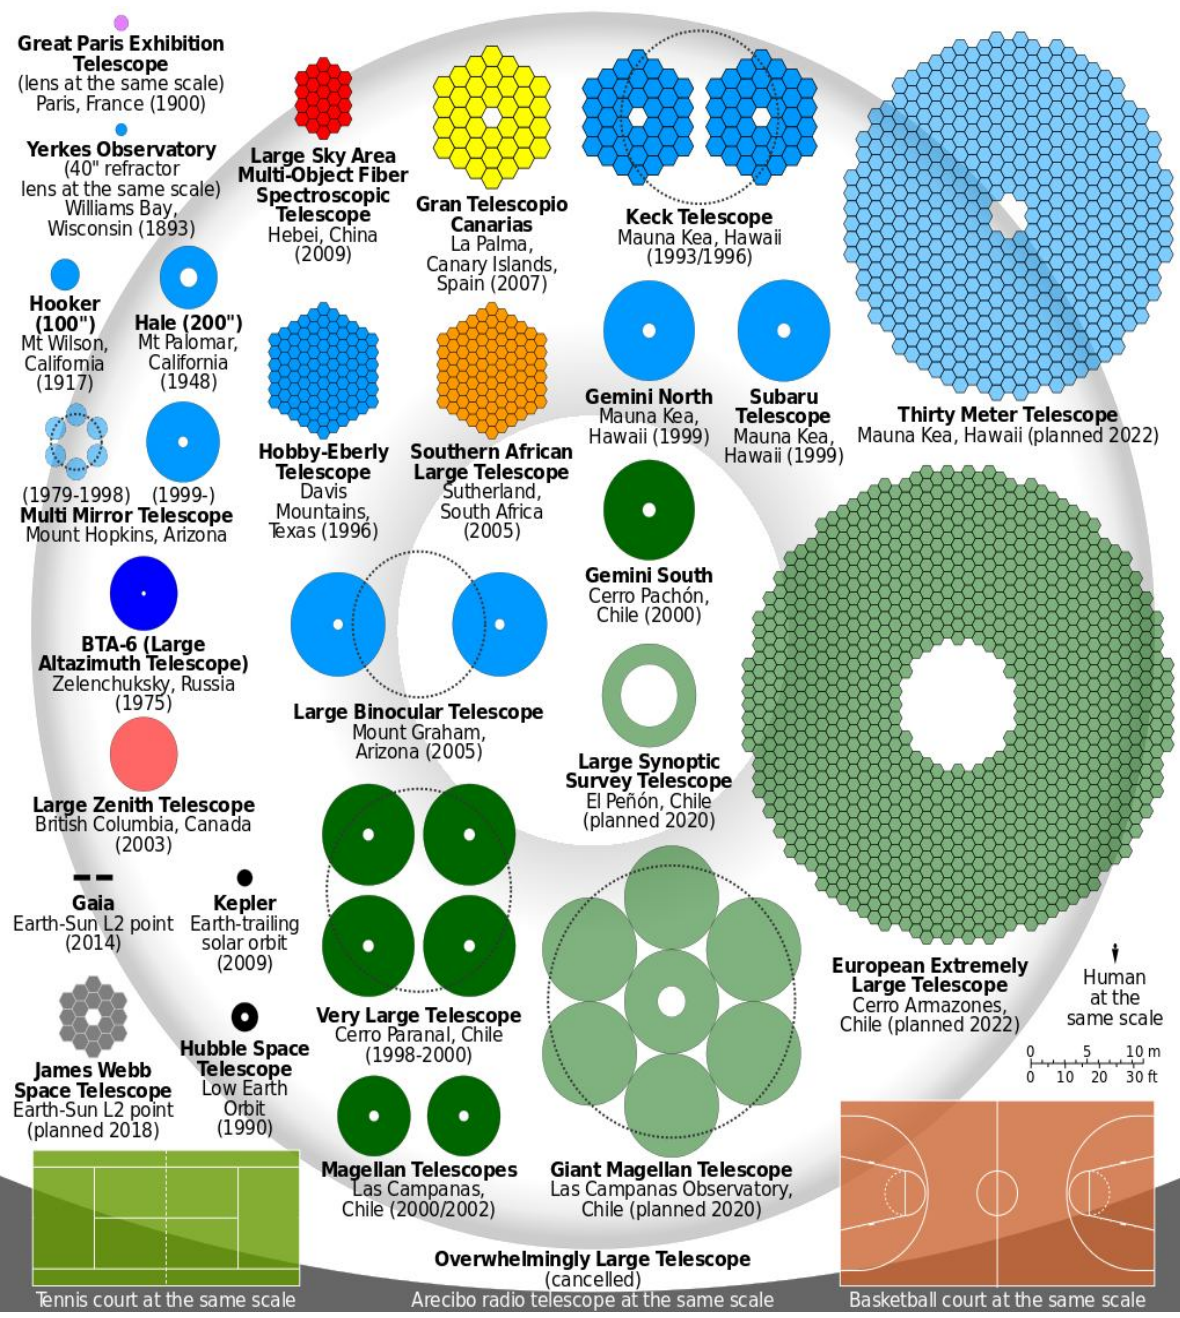 Great Paris Exhibition
Telescope
(lens at the same scale)
Paris, France (1900)
Yerkes Observatory
(40" refractor
lens at the same scale)
Williams Bay,
Wisconsin (1893)
Hooker
(100")
Mt Wilson,
California
(1917)
Hale (200")
Mt Palomar,
California
(1948)
(1979-1998) (1999-)
Multi Mirror Telescope
Mount Hopkins, Arizona
BTA-6 (Large
Altazimuth Telescope)
Zelenchuksky, Russia
(1975)
Large Zenith Telescope
British Columbia, Canada
(2003)
Gaia
Earth-Sun L2 point
(2014)
Kepler
Earth-trailing
solar orbit
(2009)
James Webb
Space Telescope
Earth-Sun L2 point
(planned 2018)
Hubble Space
Telescope
Low Earth
Orbit
(1990)
Large Sky Area
Multi-Object Fiber
Spectroscopic
Telescope
Hebei, China
(2009)
Gran Telescopio
Canarias
La Palma,
Canary Islands,
Spain (2007)
Keck Telescope
Mauna Kea, Hawaii
(1993/1996)
Hobby-Eberly
Telescope
Davis
Mountains,
Texas (1996)
Southern African
Large Telescope
Sutherland,
South Africa
(2005)
Gemini North
Mauna Kea,
Hawaii (1999)
Subaru
Telescope
Mauna Kea,
Hawaii (1999)
Thirty Meter Telescope
Mauna Kea, Hawaii (planned 2022)
Gemini South
Cerro Pachón,
Chile (2000)
Large Binocular Telescope
Mount Graham,
Arizona (2005)
Large Synoptic
Survey Telescope
El Peñón, Chile
(planned 2020)
Very Large Telescope
Cerro Paranal, Chile
(1998-2000)
Magellan Telescopes
Las Campanas,
Chile (2000/2002)
Giant Magellan Telescope
Las Campanas Observatory,
Chile (planned 2020)
European Extremely
Large Telescope
Cerro Armazones,
Chile (planned 2022)
Human
at the
same scale
0 5 10 m
0 10 20 30 ft
Overwhelmingly Large Telescope
(cancelled)
Tennis court at the same scale
Arecibo radio telescope at the same scale
Basketball court at the same scale